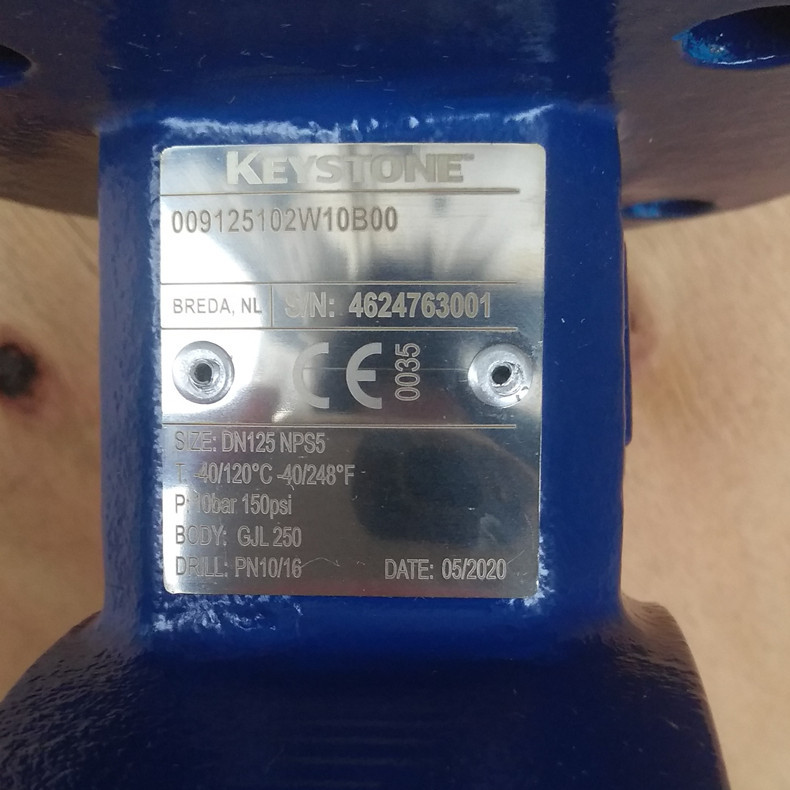 KEYSTONE™
009125102W10B00
BREDA, NL S/N: 4624763001
CE 0035
SIZE: DN125 NPS5
T: -40/120°C -40/248°F
P: 10bar 150psi
BODY: GJL 250
DRILL: PN10/16 DATE: 05/2020